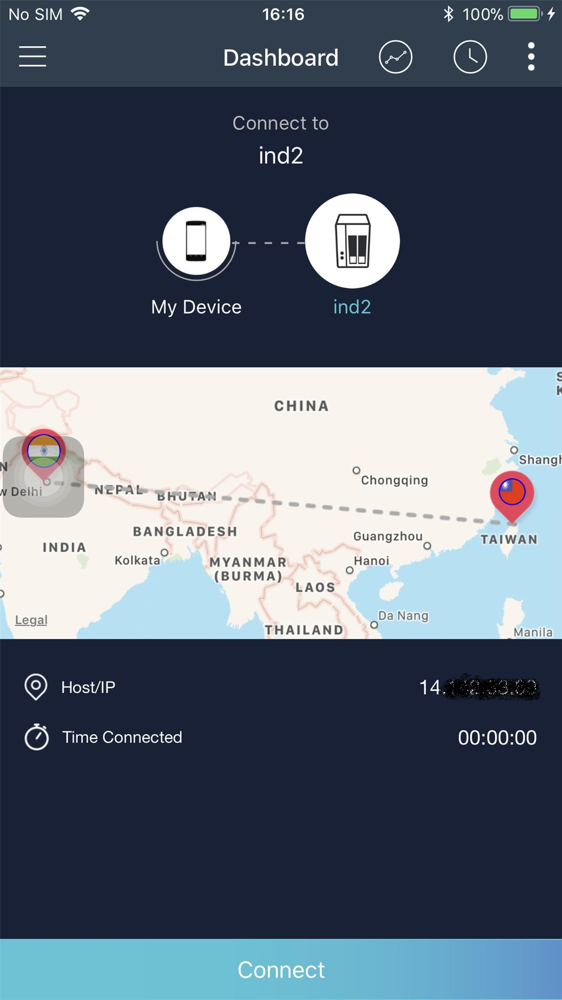 No SIM 16:16 100%
Dashboard
Connect to
ind2
My Device ind2
CHINA
Shangh
Chongqing
w Delhi
NEPAL
BHUTAN
BANGLADESH
Guangzhou
TAIWAN
INDIA
Kolkata
Hanoi
MYANMAR
(BURMA)
LAOS
Da Nang
Legal
THAILAND
Manila
Host/IP 14.
Time Connected 00:00:00
Connect